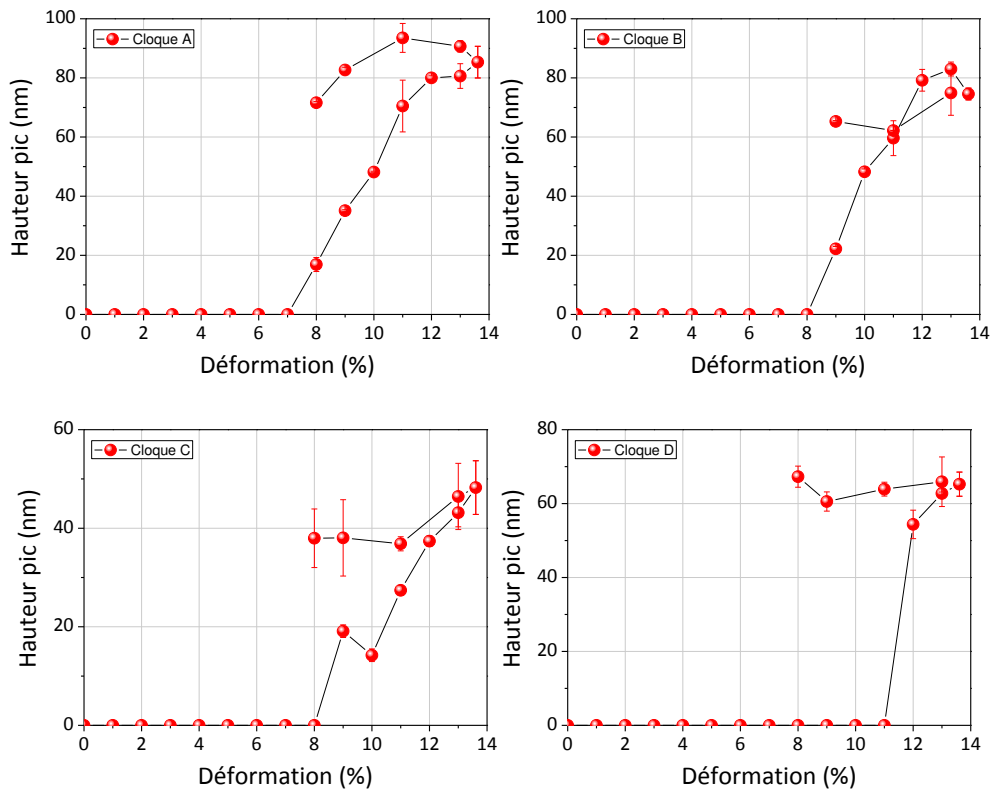 Cloque A
Hauteur pic (nm)
100
80
60
40
20
0
0 2 4 6 8 10 12 14
Déformation (%)
Cloque B
Hauteur pic (nm)
100
80
60
40
20
0
0 2 4 6 8 10 12 14
Déformation (%)
Cloque C
Hauteur pic (nm)
60
40
20
0
0 2 4 6 8 10 12 14
Déformation (%)
Cloque D
Hauteur pic (nm)
80
60
40
20
0
0 2 4 6 8 10 12 14
Déformation (%)